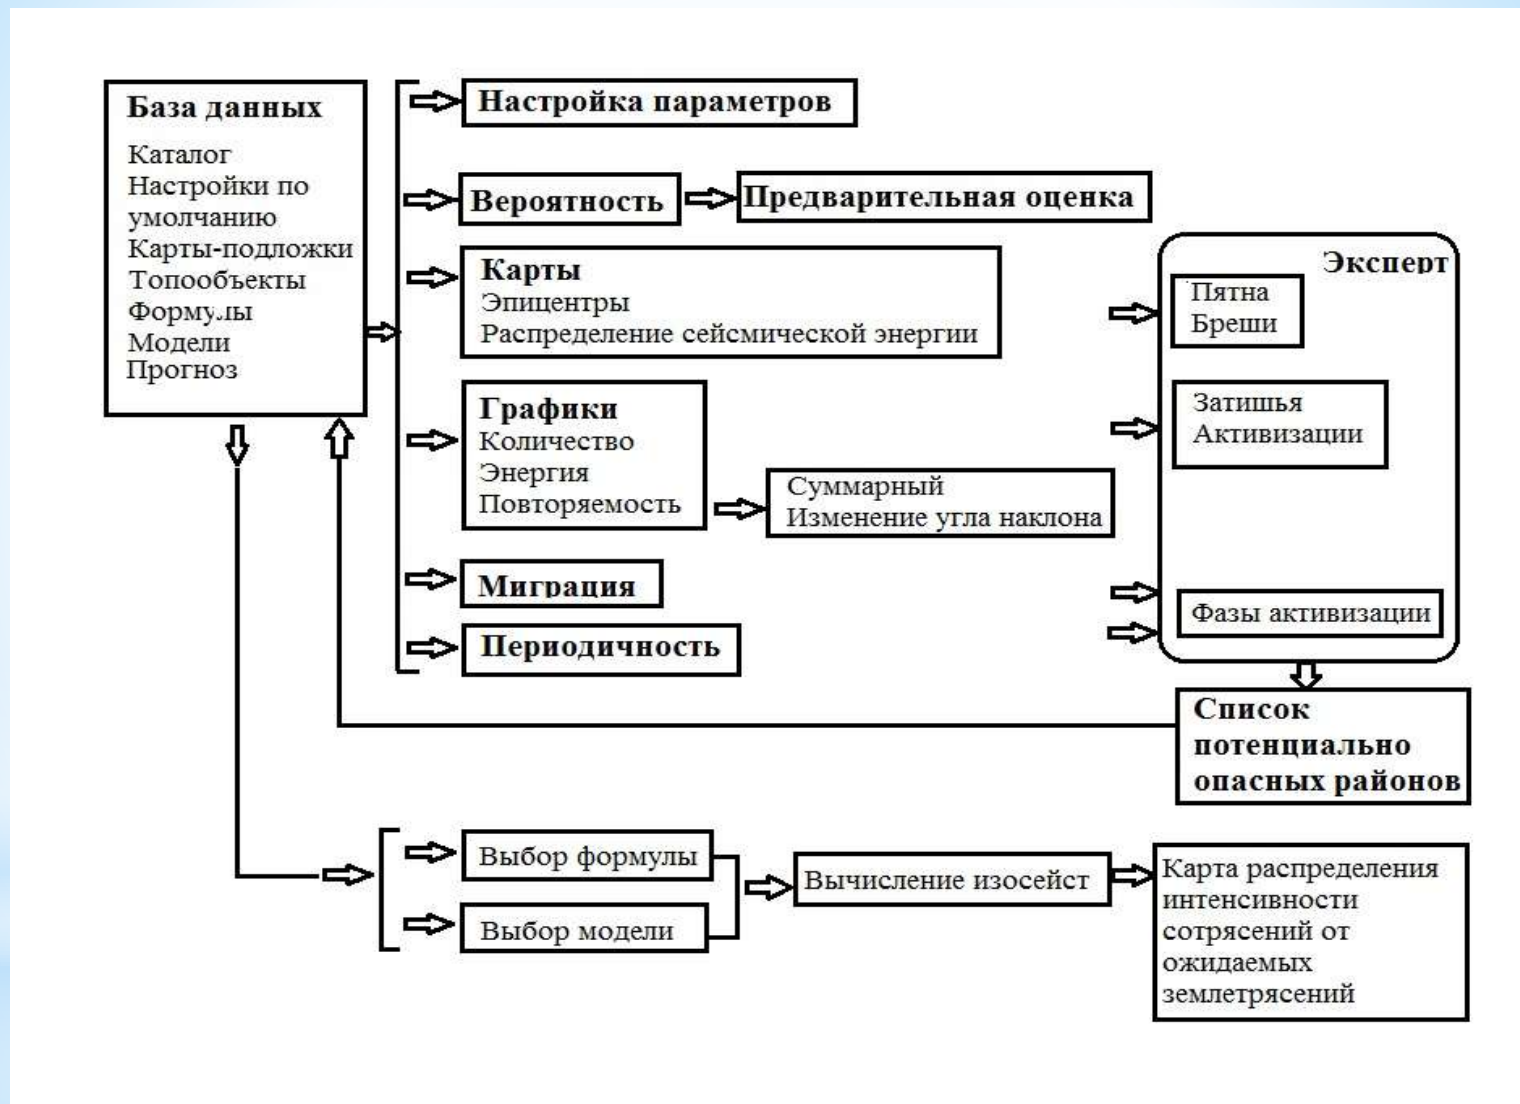 База данных
Каталог
Настройки по
умолчанию
Карты-подложки
Топообъекты
Формулы
Модели
Прогноз
Настройка параметров
Вероятность
Предварительная оценка
Карты
Эпицентры
Распределение сейсмической энергии
Графики
Количество
Энергия
Повторяемость
Суммарный
Изменение угла наклона
Миграция
Периодичность
Эксперт
Пятна
Бреши
Затишья
Активизации
Фазы активизации
Список
потенциально
опасных районов
Выбор формулы
Выбор модели
Вычисление изосейст
Карта распределения
интенсивности
сотрясений от
ожидаемых
землетрясений